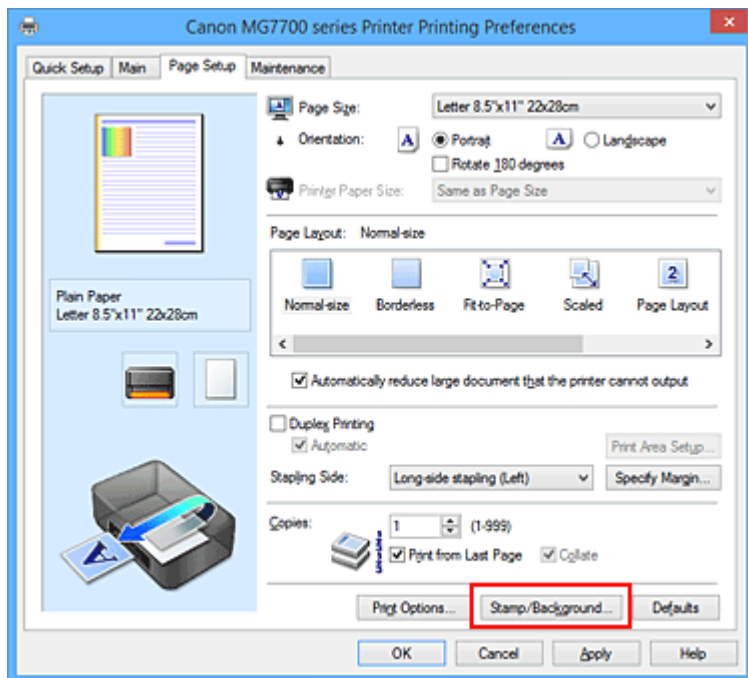 Canon MG7700 series Printer Printing Preferences
Quick Setup Main Page Setup Maintenance
Page Size: Letter 8.5"x11" 22x28cm
Orientation: A Portrait A Landscape
Rotate 180 degrees
Printer Paper Size: Same as Page Size
Page Layout: Normal-size
2
Normal-size Borderless Fit-to-Page Scaled Page Layout
Plain Paper
Letter 8.5"x11" 22x28cm
Automatically reduce large document that the printer cannot output
Duplex Printing
Automatic Print Area Setup...
Stapling Side: Long-side stapling (Left) Specify Margin...
Copies: 1 (1-999)
Print from Last Page Collate
A
Print Options... Stamp/Background... Defaults
OK Cancel Apply Help